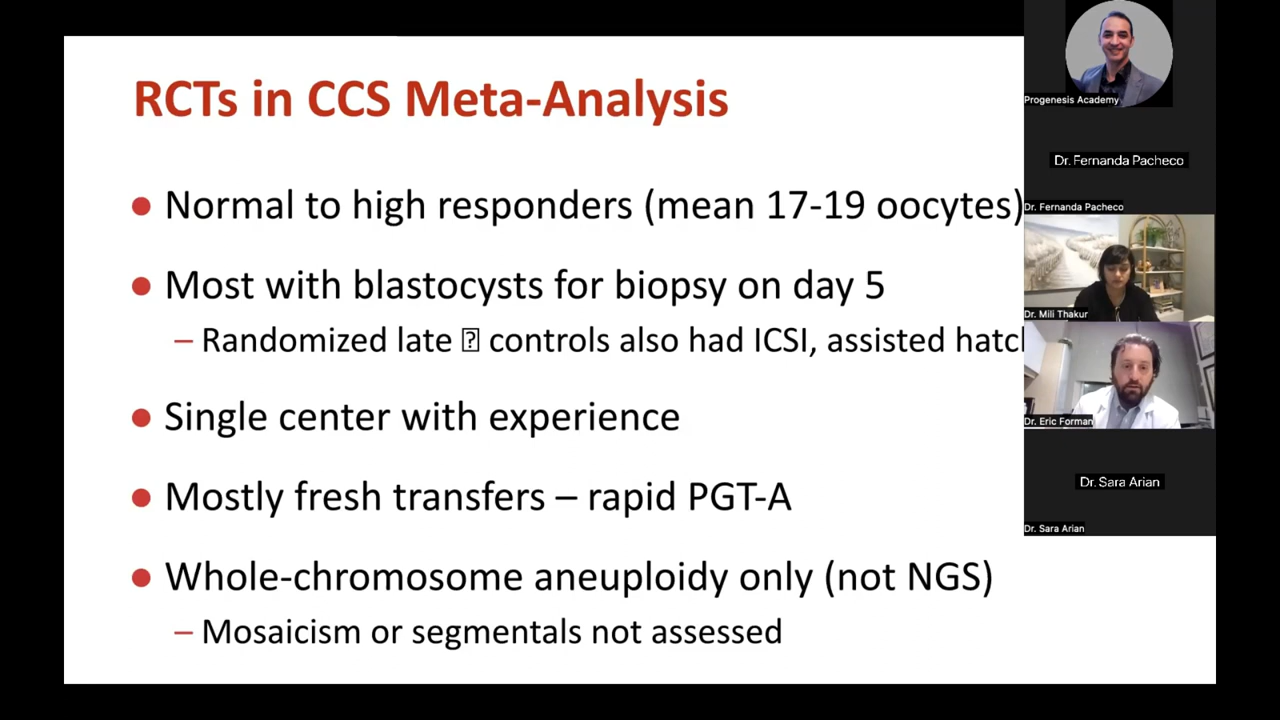 RCTs in CCS Meta-Analysis
● Normal to high responders (mean 17-19 oocytes)
● Most with blastocysts for biopsy on day 5
– Randomized late ⍰ controls also had ICSI, assisted
● Single center with experience
● Mostly fresh transfers – rapid PGT-A
● Whole-chromosome aneuploidy only (not NGS)
– Mosaicism or segmentals not assessed
Progenesis Academy
Dr. Fernanda Pacheco
Dr. Fernanda Pacheco
Dr. Mili Thakur
Dr. Eric Forman
Dr. Sara Arian
Dr. Sara Arian